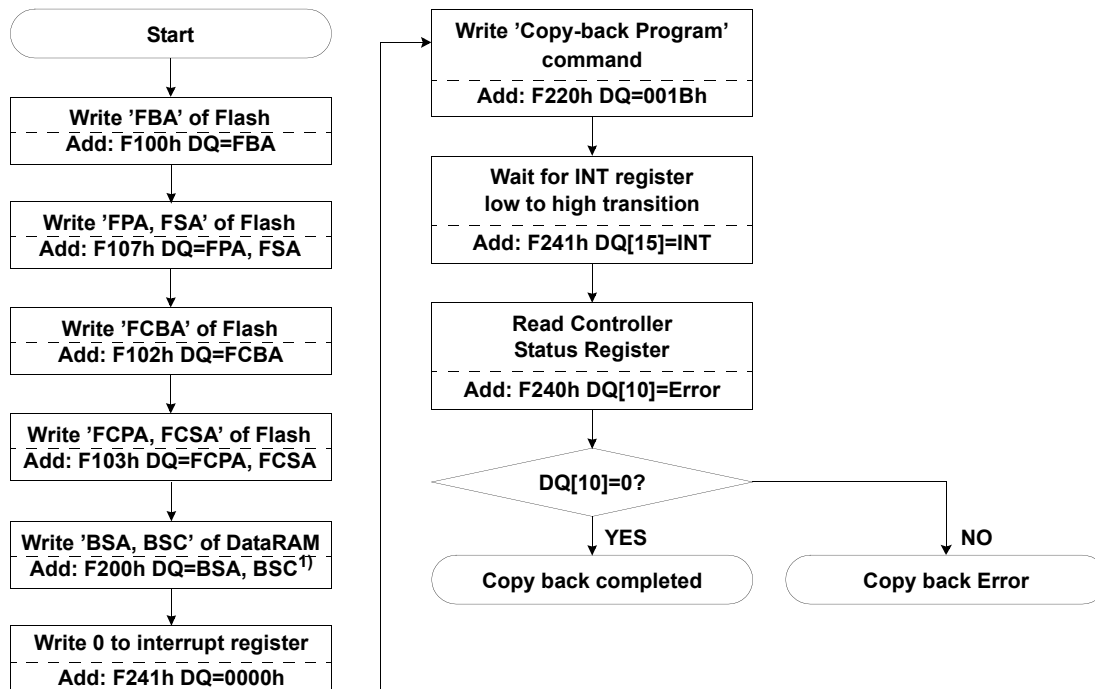 Start
Write ’FBA’ of Flash
Add: F100h DQ=FBA
Write ’FPA, FSA’ of Flash
Add: F107h DQ=FPA, FSA
Write ’FCBA’ of Flash
Add: F102h DQ=FCBA
Write ’FCPA, FCSA’ of Flash
Add: F103h DQ=FCPA, FCSA
Write ’BSA, BSC’ of DataRAM
Add: F200h DQ=BSA, BSC1)
Write 0 to interrupt register
Add: F241h DQ=0000h
Write ’Copy-back Program’
command
Add: F220h DQ=001Bh
Wait for INT register
low to high transition
Add: F241h DQ[15]=INT
Read Controller
Status Register
Add: F240h DQ[10]=Error
DQ[10]=0?
YES
NO
Copy back completed
Copy back Error